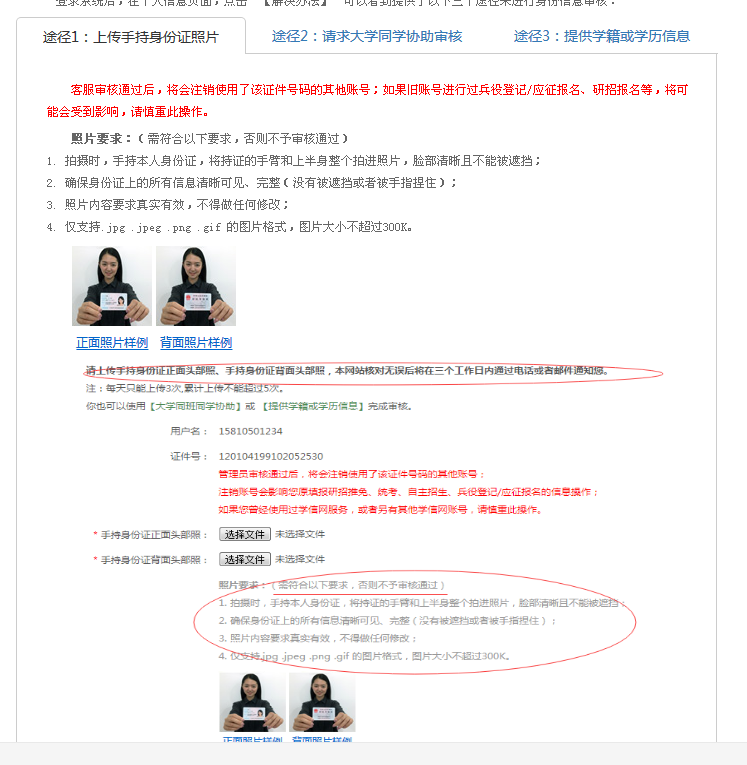 登录系统后，在个人信息页面，点击 【解决办法】 可以看到提供了以下三个途径来进行身份信息审核：
途径1：上传手持身份证照片
途径2：请求大学同学协助审核
途径3：提供学籍或学历信息
客服审核通过后，将会注销使用了该证件号码的其他账号；如果旧账号进行过兵役登记/应征报名、研招报名等，将可
能会受到影响，请慎重此操作。
照片要求：（需符合以下要求，否则不予审核通过）
1. 拍摄时，手持本人身份证，将持证的手臂和上半身整个拍进照片，脸部清晰且不能被遮挡；
2. 确保身份证上的所有信息清晰可见、完整（没有被遮挡或者被手指捏住）；
3. 照片内容要求真实有效，不得做任何修改；
4. 仅支持.jpg .jpeg .png .gif 的图片格式，图片大小不超过300K。
正面照片样例 背面照片样例
请上传手持身份证正面头部照、手持身份证背面头部照，本网站核对无误后将在三个工作日内通过电话或者邮件通知您。
注：每天只能上传3次,累计上传不能超过5次。
你也可以使用【大学同班同学协助】或 【提供学籍或学历信息】完成审核。
用户名： 15810501234
证件号： 120104199102052530
管理员审核通过后，将会注销使用了该证件号码的其他账号；
注销账号会影响您原填报研招推免、统考、自主招生、兵役登记/应征报名的信息操作；
如果您曾经使用过学信网服务，或者另有其他学信网账号，请慎重此操作。
* 手持身份证正面头部照： 选择文件 未选择文件
* 手持身份证背面头部照： 选择文件 未选择文件
照片要求：（需符合以下要求，否则不予审核通过）
1. 拍摄时，手持本人身份证，将持证的手臂和上半身整个拍进照片，脸部清晰且不能被遮挡；
2. 确保身份证上的所有信息清晰可见、完整（没有被遮挡或者被手指捏住）；
3. 照片内容要求真实有效，不得做任何修改；
4. 仅支持.jpg .jpeg .png .gif 的图片格式，图片大小不超过300K。
正面照片样例 背面照片样例